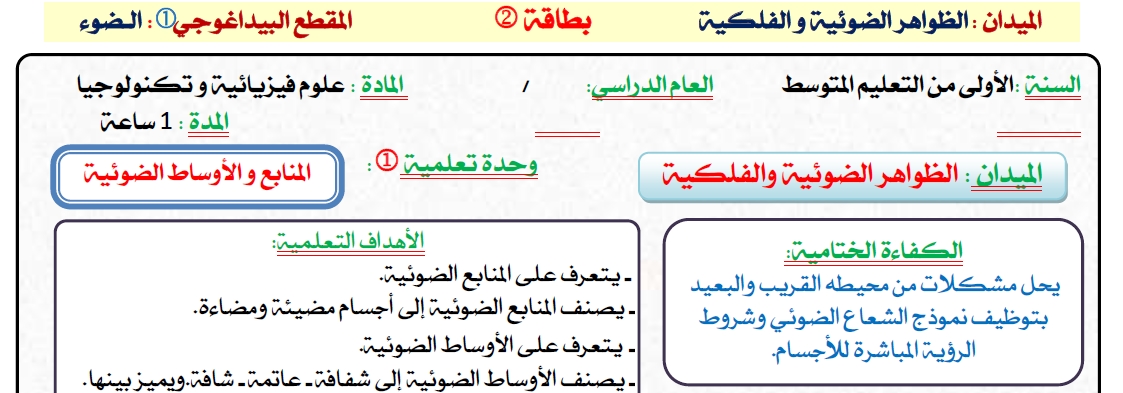 الميدان : الظواهر الضوئية و الفلكية بطاقة ② المقطع البيداغوجي① : الضوء
السنة : الأولى من التعليم المتوسط العام الدراسي: / المادة : علوم فيزيائية و تكنولوجيا
المدة : 1 ساعة
الميدان : الظواهر الضوئية والفلكية وحدة تعلمية ① : المنابع و الأوساط الضوئية
الكفاءة الختامية:
يحل مشكلات من محيطه القريب والبعيد
بتوظيف نموذج الشعاع الضوئي وشروط
الرؤية المباشرة للأجسام.
الأهداف التعلمية:
ـ يتعرف على المنابع الضوئية.
ـ يصنف المنابع الضوئية إلى أجسام مضيئة ومضاءة.
ـ يتعرف على الأوساط الضوئية.
ـ يصنف الأوساط الضوئية إلى شفافة ـ عاتمة ـ شافة.ويميز بينها.